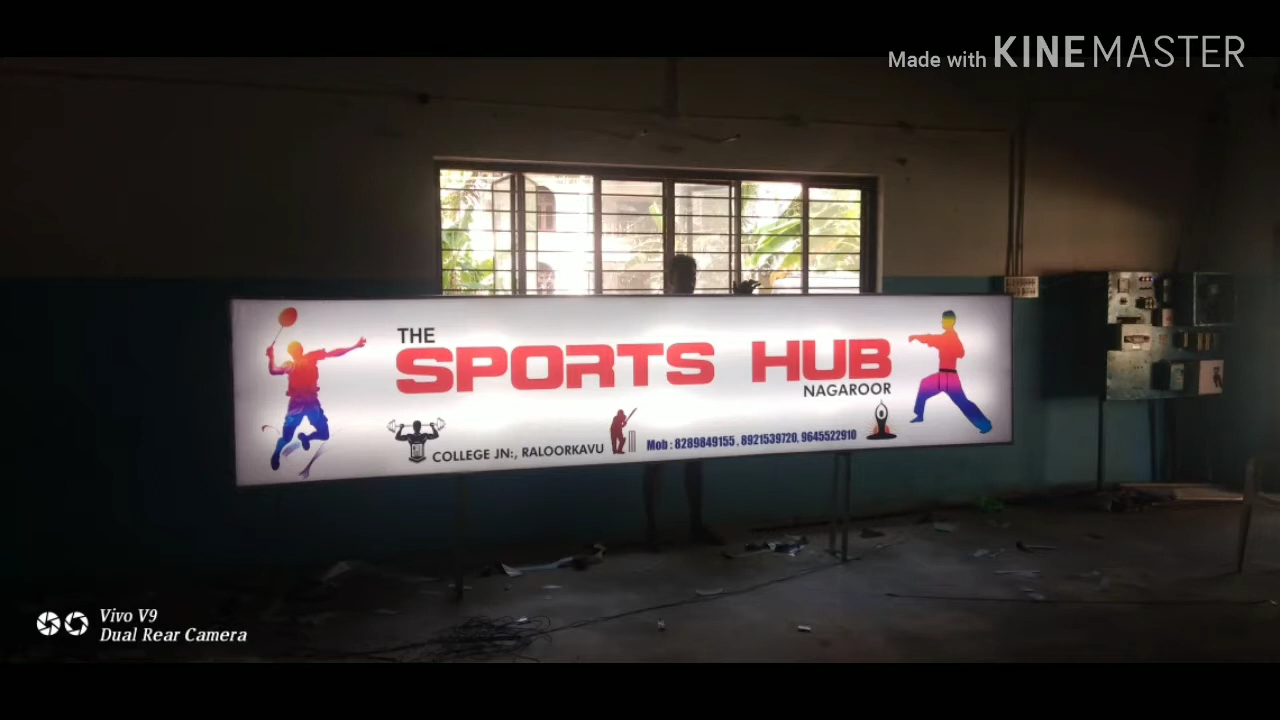 Made with KINEMASTER
THE
SPORTS HUB
NAGAROOR
COLLEGE JN:, RALOORKAVU
Mob : 8289849155 , 8921539720, 9645522910
Vivo V9
Dual Rear Camera